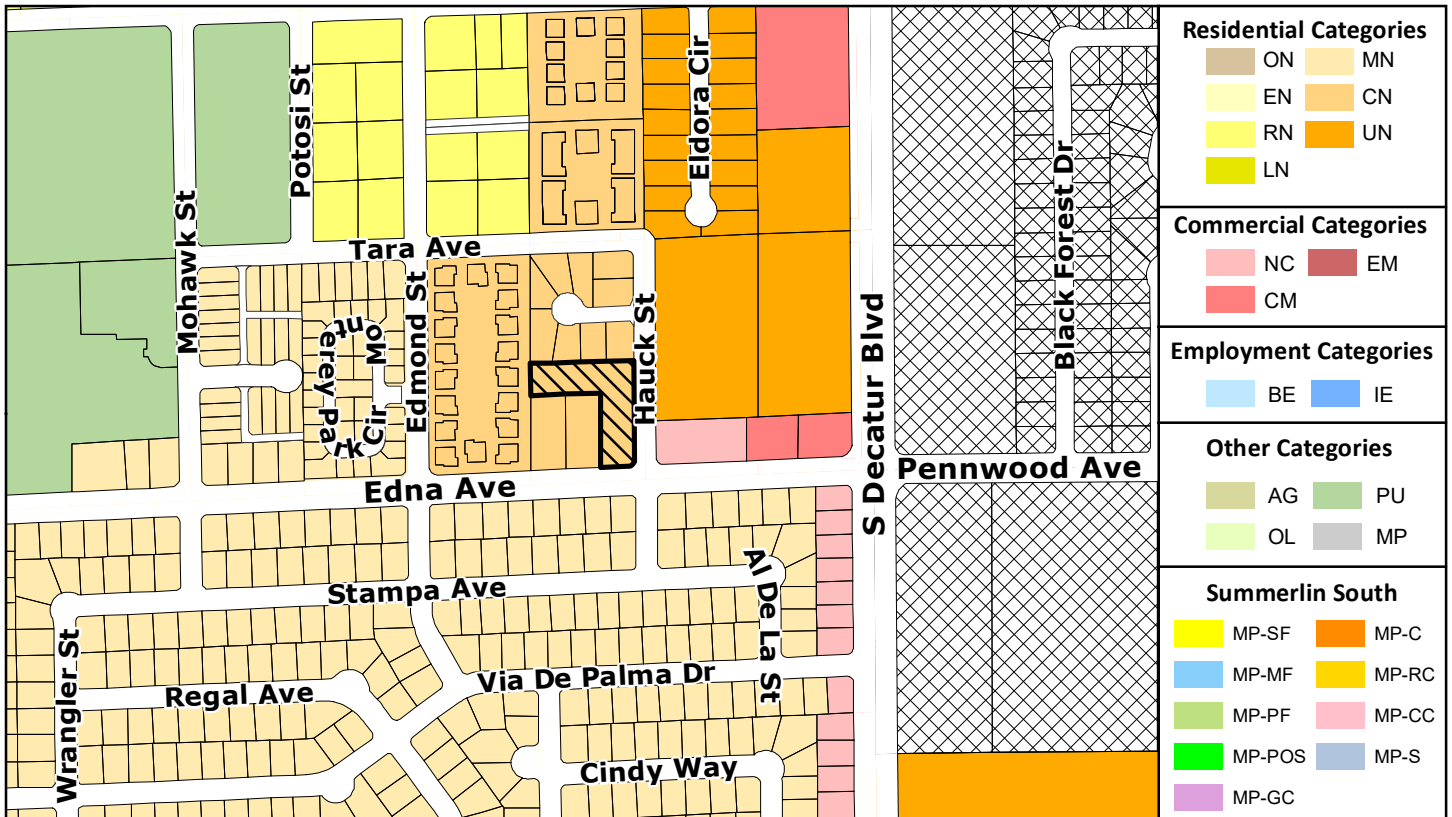 Mohawk St
Potosi St
Eldora Cir
Black Forest Dr
Tara Ave
Edmond St
Monterey Park Cir
Hauck St
S Decatur Blvd
Pennwood Ave
Edna Ave
Stampa Ave
Al De La St
Wrangler St
Regal Ave
Via De Palma Dr
Cindy Way
Residential Categories
ON MN
EN CN
RN UN
LN
Commercial Categories
NC EM
CM
Employment Categories
BE IE
Other Categories
AG PU
OL MP
Summerlin South
MP-SF MP-C
MP-MF MP-RC
MP-PF MP-CC
MP-POS MP-S
MP-GC